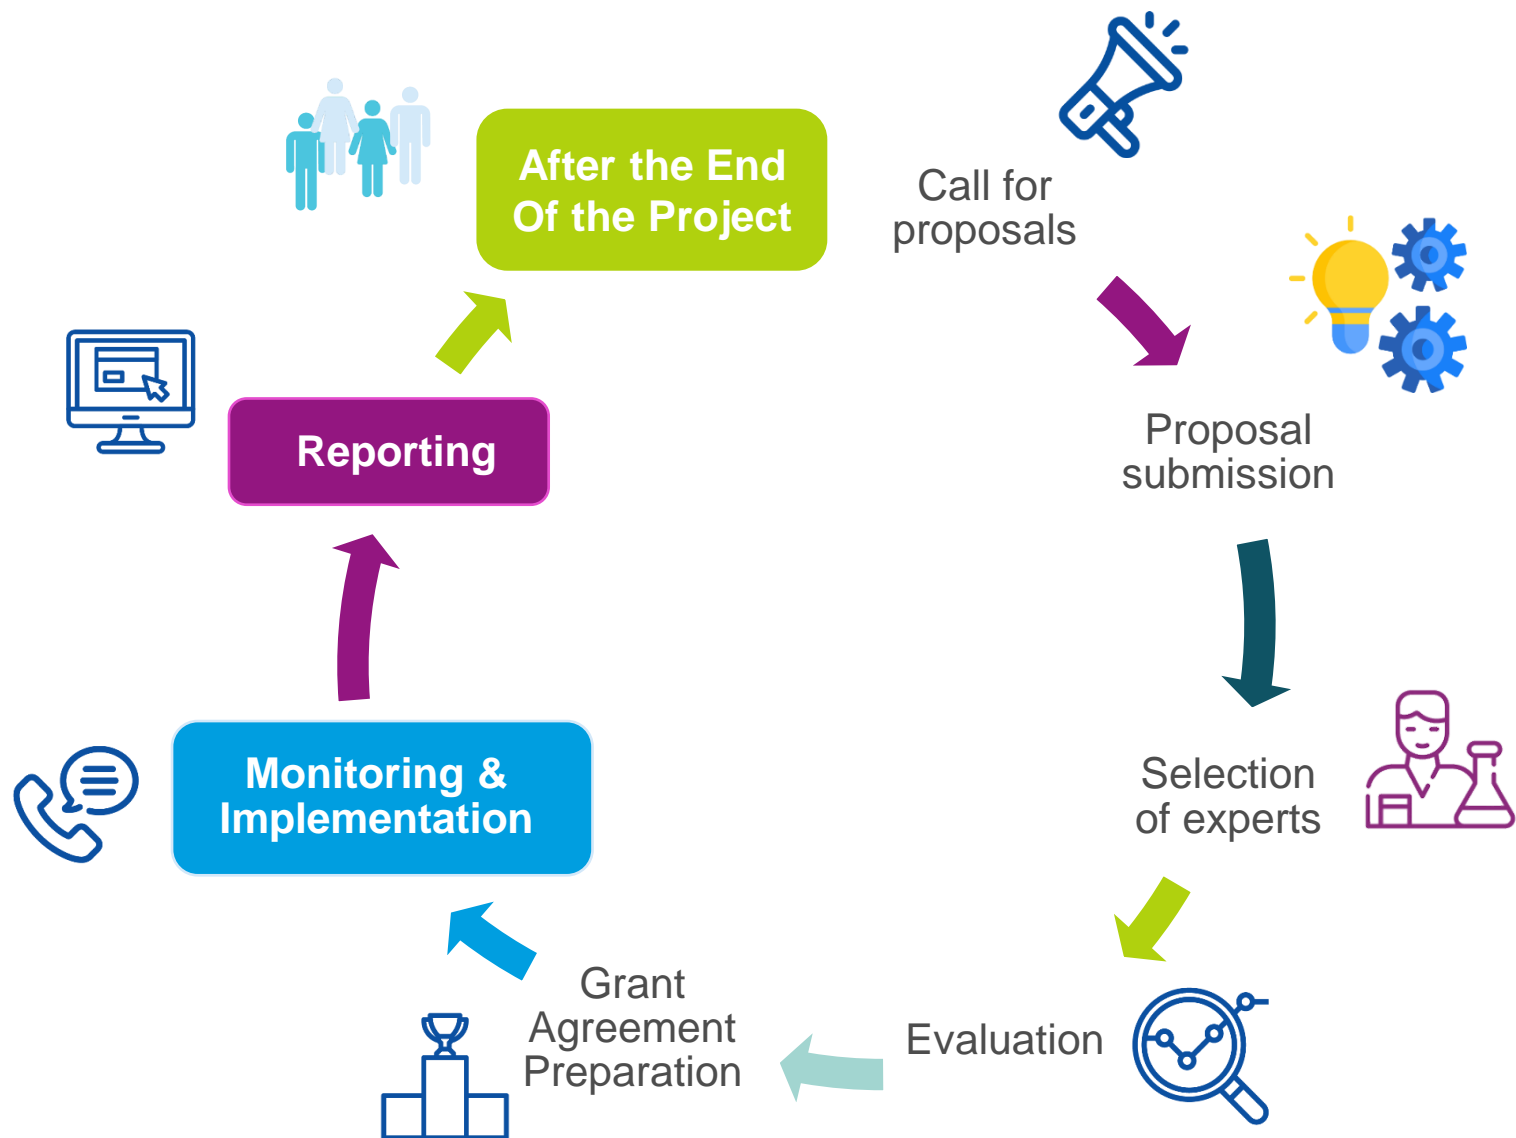 After the End
Of the Project
Call for
proposals
Proposal
submission
Selection
of experts
Evaluation
Grant
Agreement
Preparation
Monitoring &
Implementation
Reporting